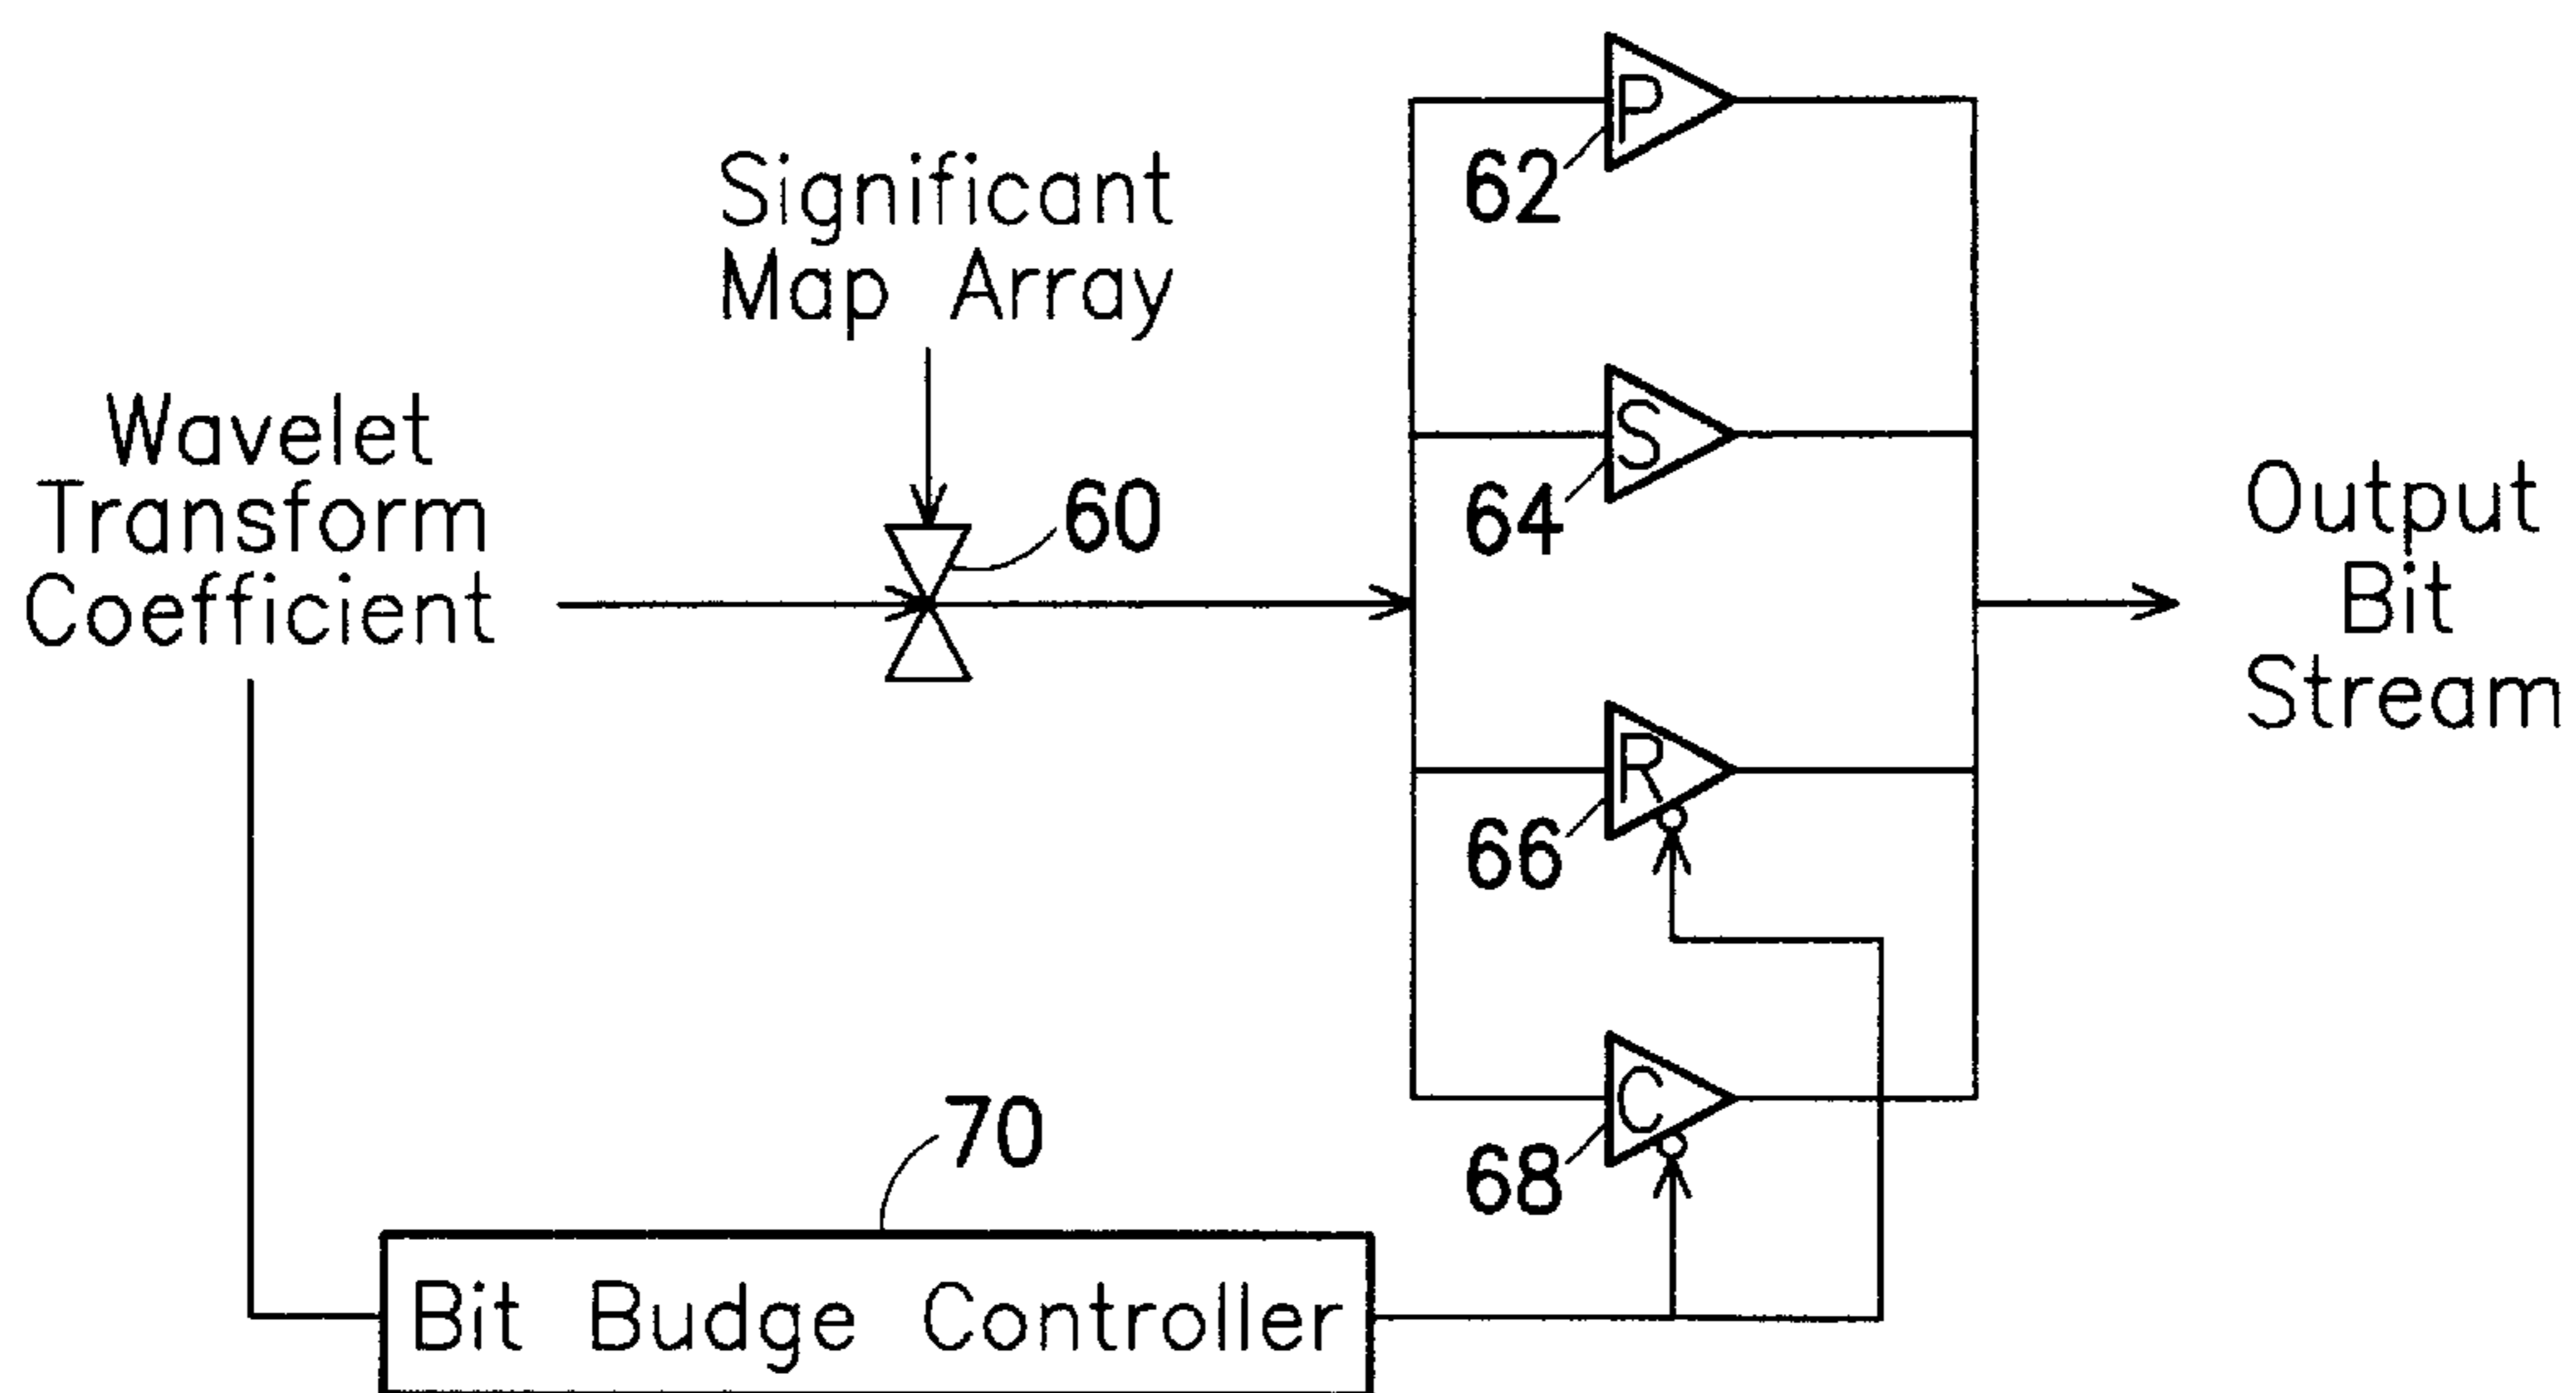 P
62
Significant
Map Array
Wavelet
Transform
Coefficient
60
S
64
Output
Bit
Stream
R
66
C
68
70
Bit Budge Controller